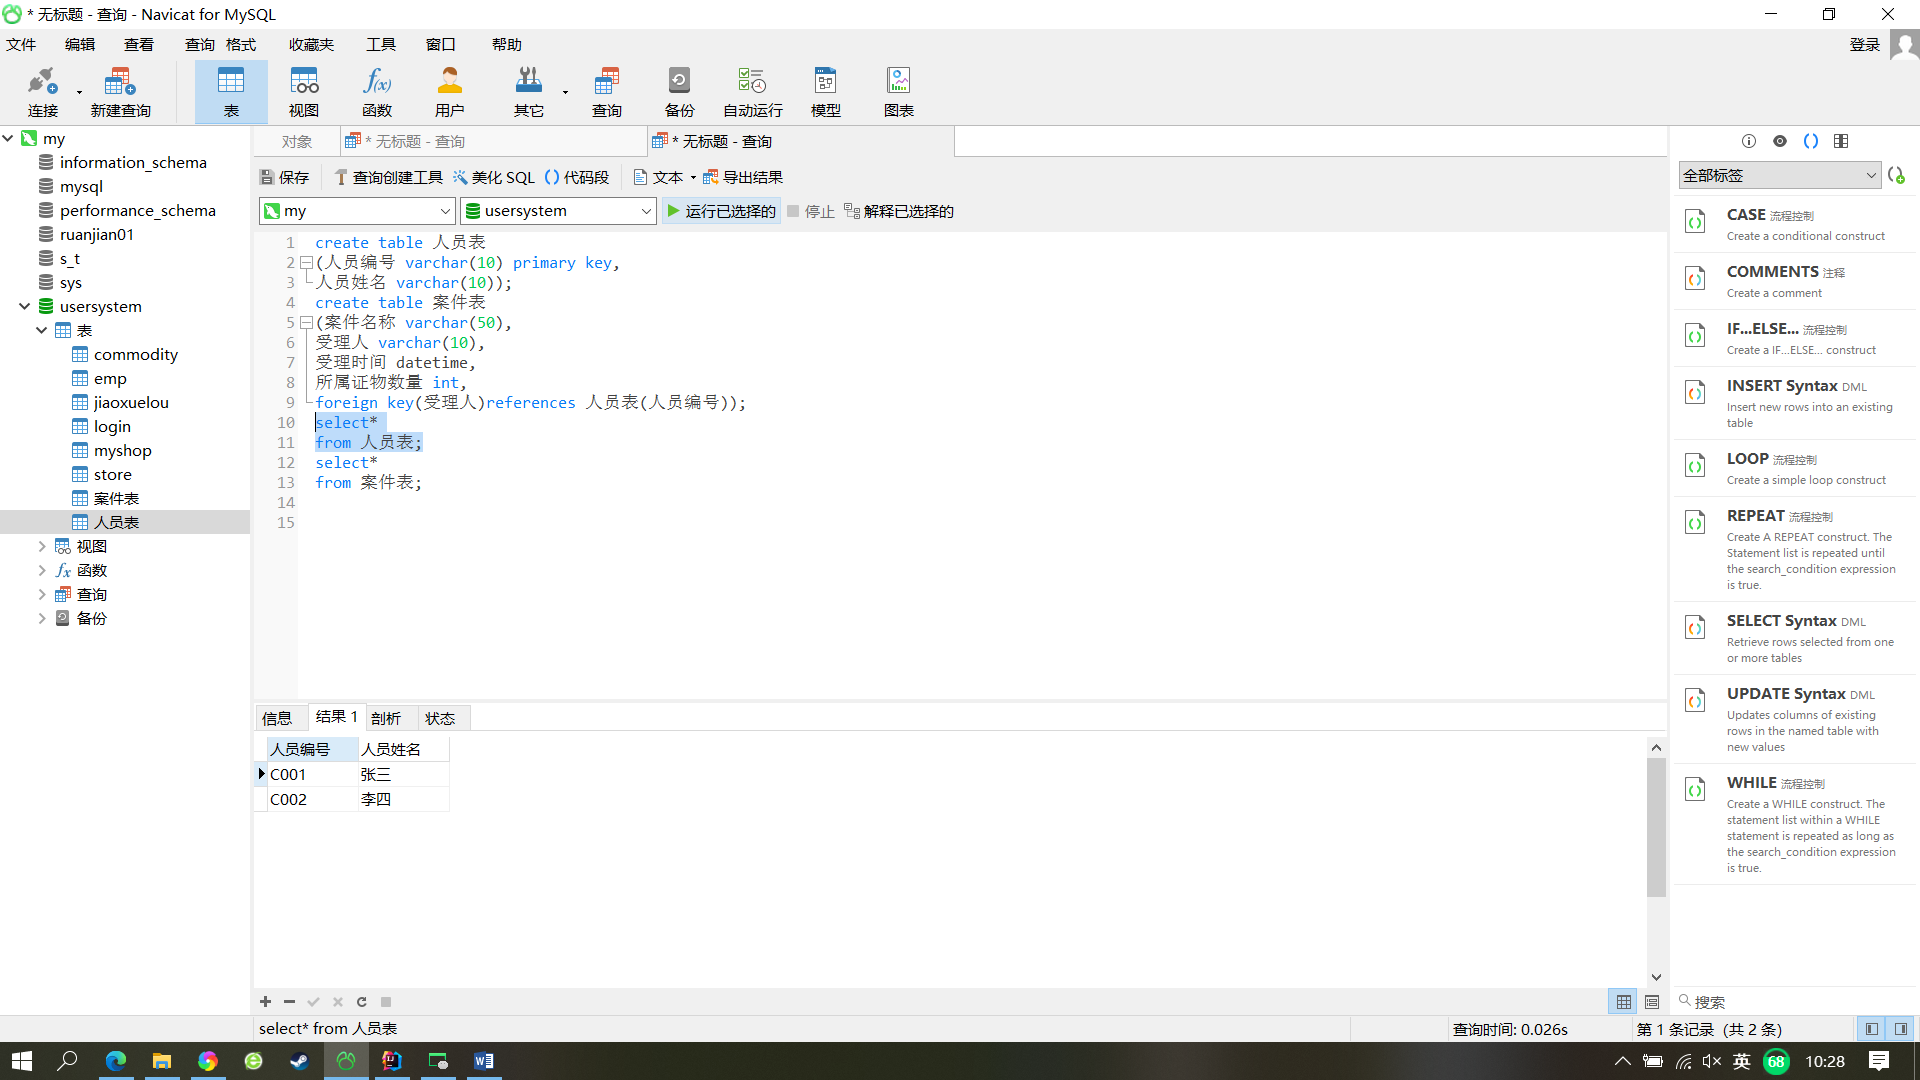 * 无标题 - 查询 - Navicat for MySQL
文件 编辑 查看 查询 格式 收藏夹 工具 窗口 帮助 登录
连接 新建查询 表 视图 函数 用户 其它 查询 备份 自动运行 模型 图表
my
information_schema
mysql
performance_schema
ruanjian01
s_t
sys
usersystem
表
commodity
emp
jiaoxuelou
login
myshop
store
案件表
人员表
视图
函数
查询
备份
对象 * 无标题 - 查询 * 无标题 - 查询
保存 查询创建工具 美化 SQL 代码段 文本 导出结果
my usersystem 运行已选择的 停止 解释已选择的
1 create table 人员表
2 (人员编号 varchar(10) primary key,
3 人员姓名 varchar(10));
4 create table 案件表
5 (案件名称 varchar(50),
6 受理人 varchar(10),
7 受理时间 datetime,
8 所属证物数量 int,
9 foreign key(受理人)references 人员表(人员编号));
10 select*
11 from 人员表;
12 select*
13 from 案件表;
14
15
信息 结果 1 剖析 状态
人员编号 人员姓名
C001 张三
C002 李四
select* from 人员表 查询时间: 0.026s 第 1 条记录 (共 2 条)
全部标签
CASE 流程控制
Create a conditional construct
COMMENTS 注释
Create a comment
IF...ELSE... 流程控制
Create a IF...ELSE... construct
INSERT Syntax DML
Insert new rows into an existing
table
LOOP 流程控制
Create a simple loop construct
REPEAT 流程控制
Create A REPEAT construct. The
Statement list is repeated until
the search_condition expression
is true.
SELECT Syntax DML
Retrieve rows selected from one
or more tables
UPDATE Syntax DML
Updates columns of existing
rows in the named table with
new values
WHILE 流程控制
Create a WHILE construct. The
statement list within a WHILE
statement is repeated as long as
the search_condition expression
is true.
搜索
英 68 10:28